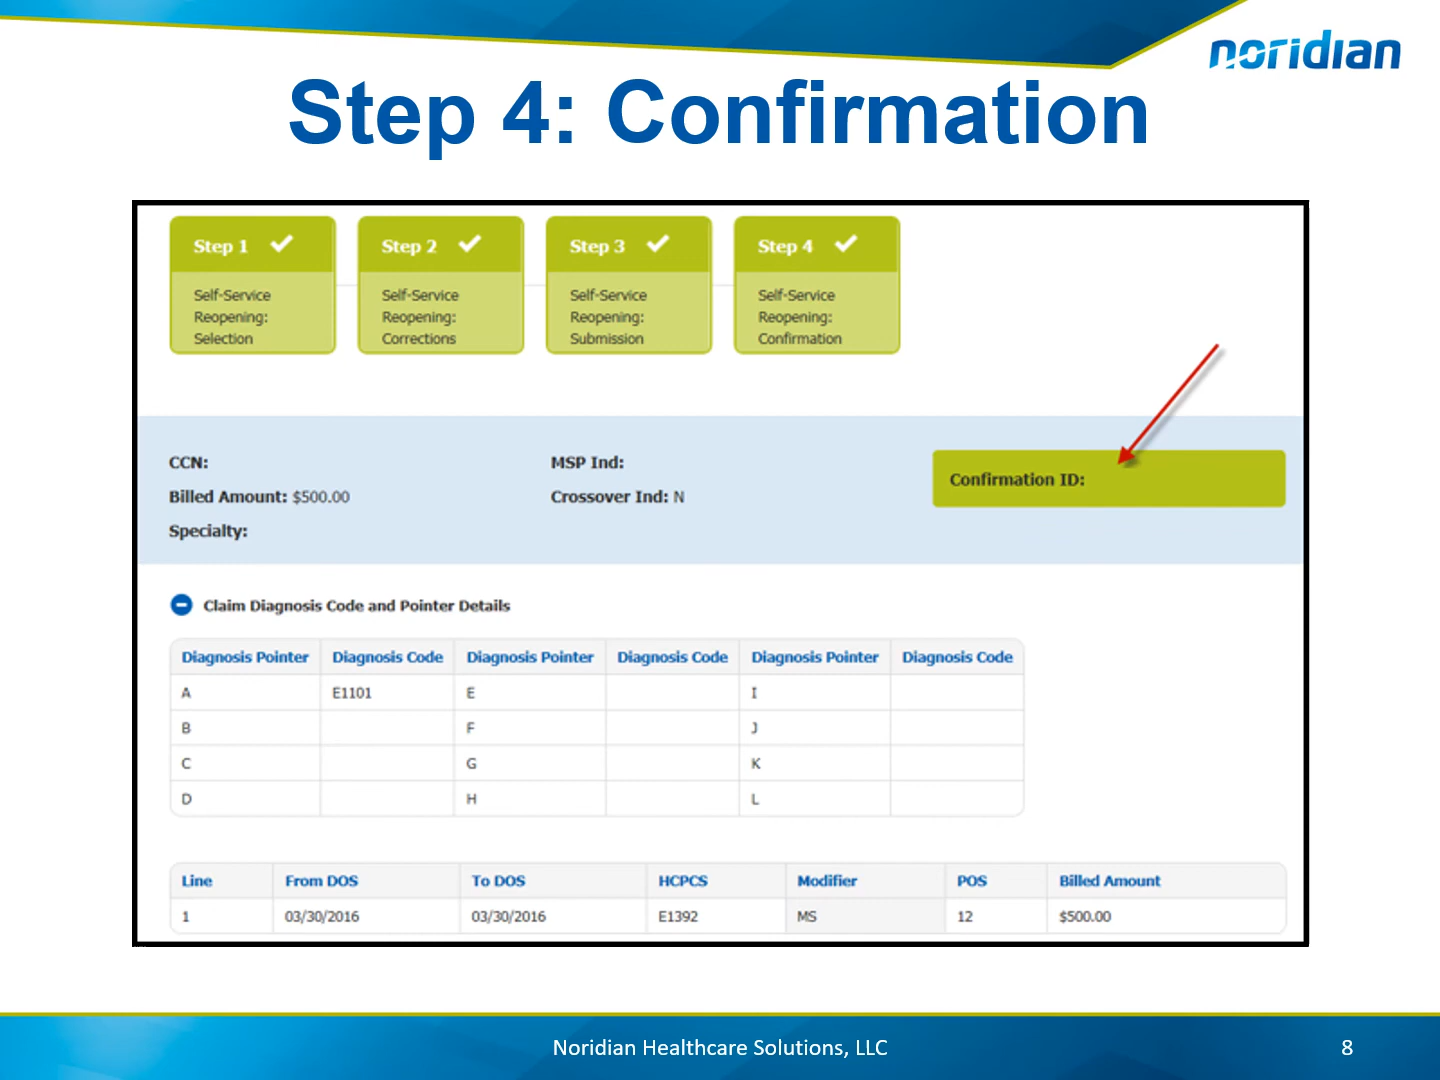 noridian
Step 4: Confirmation
Step 1
Self-Service
Reopening:
Selection
Step 2
Self-Service
Reopening:
Corrections
Step 3
Self-Service
Reopening:
Submission
Step 4
Self-Service
Reopening:
Confirmation
CCN:
Billed Amount: $500.00
Specialty:
MSP Ind:
Crossover Ind: N
Confirmation ID:
Claim Diagnosis Code and Pointer Details
Diagnosis Pointer Diagnosis Code Diagnosis Pointer Diagnosis Code Diagnosis Pointer Diagnosis Code
A E1101 E I
B F J
C G K
D H L
Line From DOS To DOS HCPCS Modifier POS Billed Amount
1 03/30/2016 03/30/2016 E1392 MS 12 $500.00
Noridian Healthcare Solutions, LLC
8